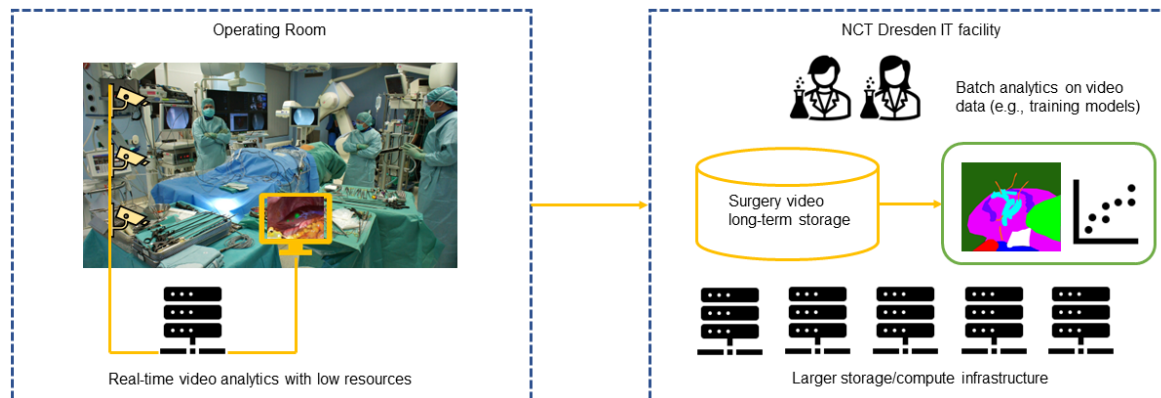 Operating Room
Real-time video analytics with low resources
NCT Dresden IT facility
Batch analytics on video
data (e.g., training models)
Surgery video
long-term storage
Larger storage/compute infrastructure